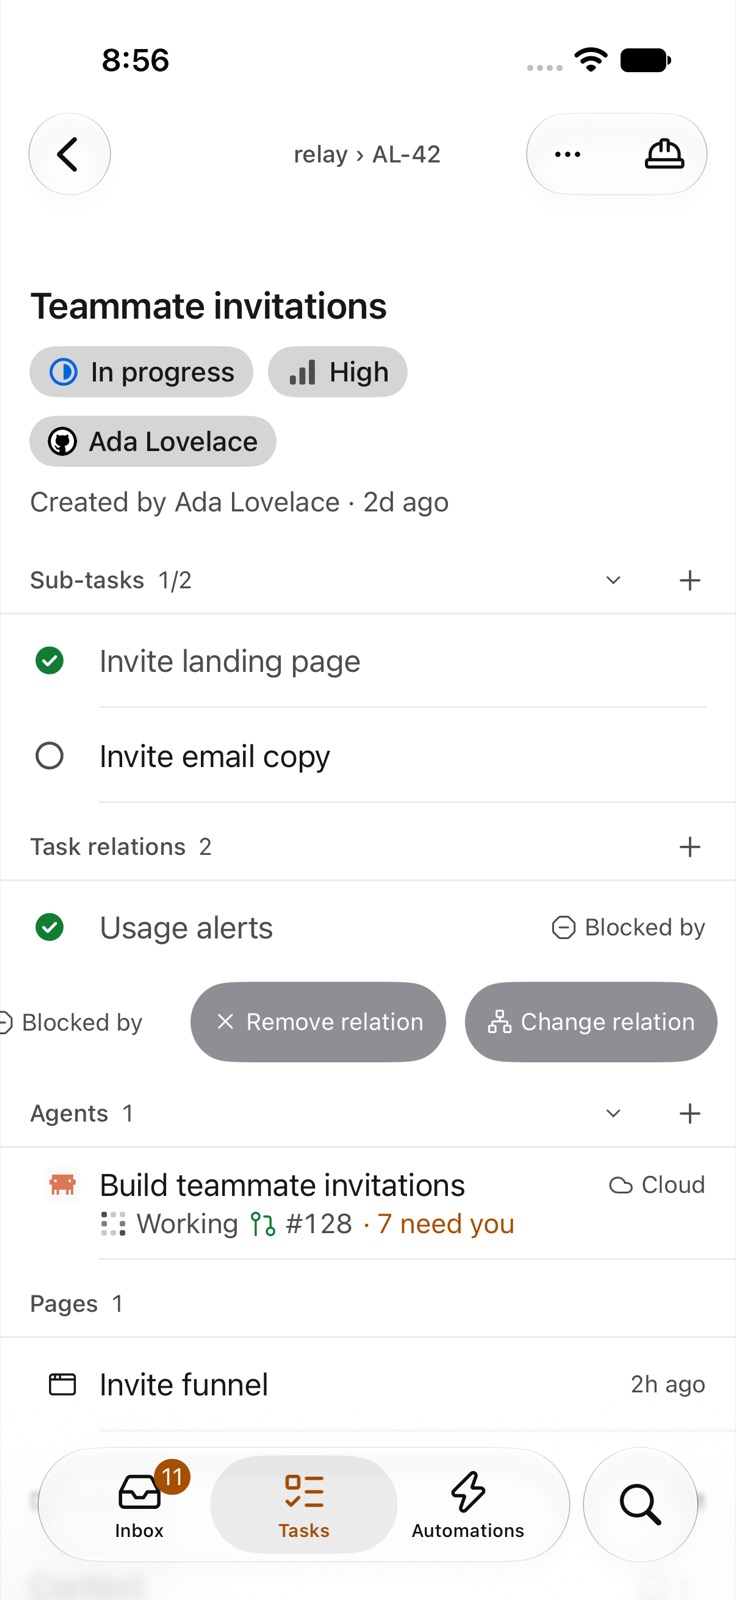 8:56
relay › AL-42
Teammate invitations
In progress
High
Ada Lovelace
Created by Ada Lovelace · 2d ago
Sub-tasks 1/2
Invite landing page
Invite email copy
Task relations 2
Usage alerts
Blocked by
Blocked by
Remove relation
Change relation
Agents 1
Build teammate invitations
Cloud
Working #128 · 7 need you
Pages 1
Invite funnel
2h ago
11
Inbox
Tasks
Automations